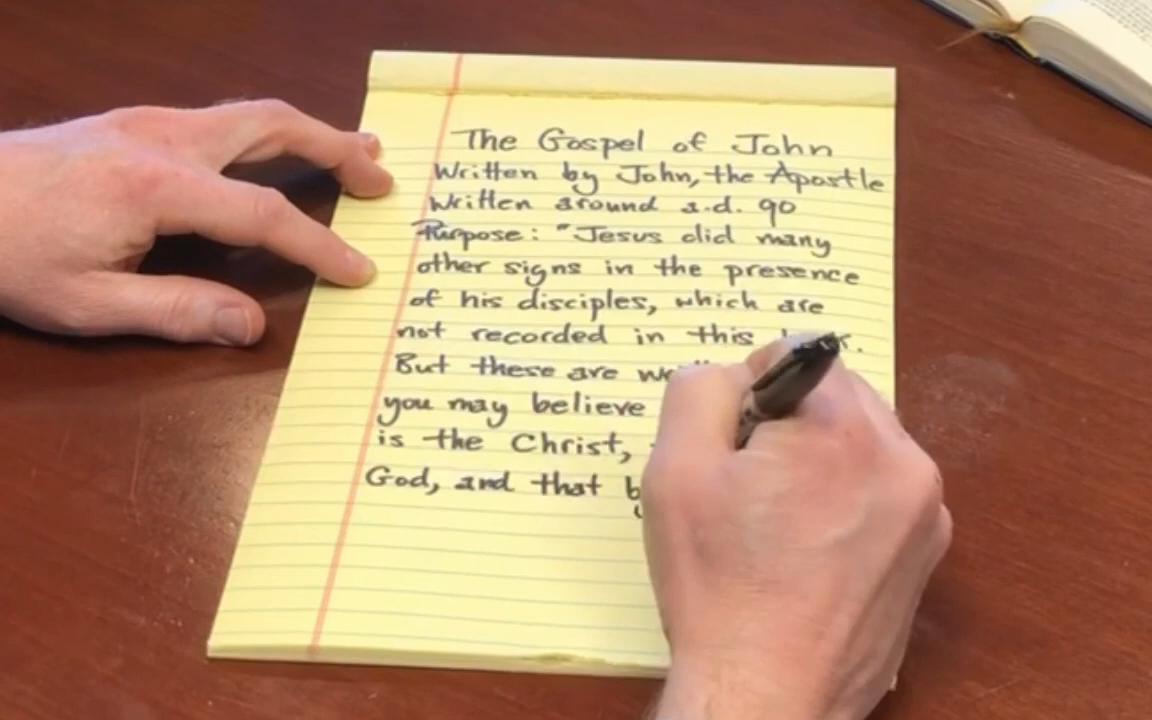 The Gospel of John
Written by John, the Apostle
Written around a.d. 90
Purpose: "Jesus did many
other signs in the presence
of his disciples, which are
not recorded in this
But these are
you may believe
is the Christ,
God, and that